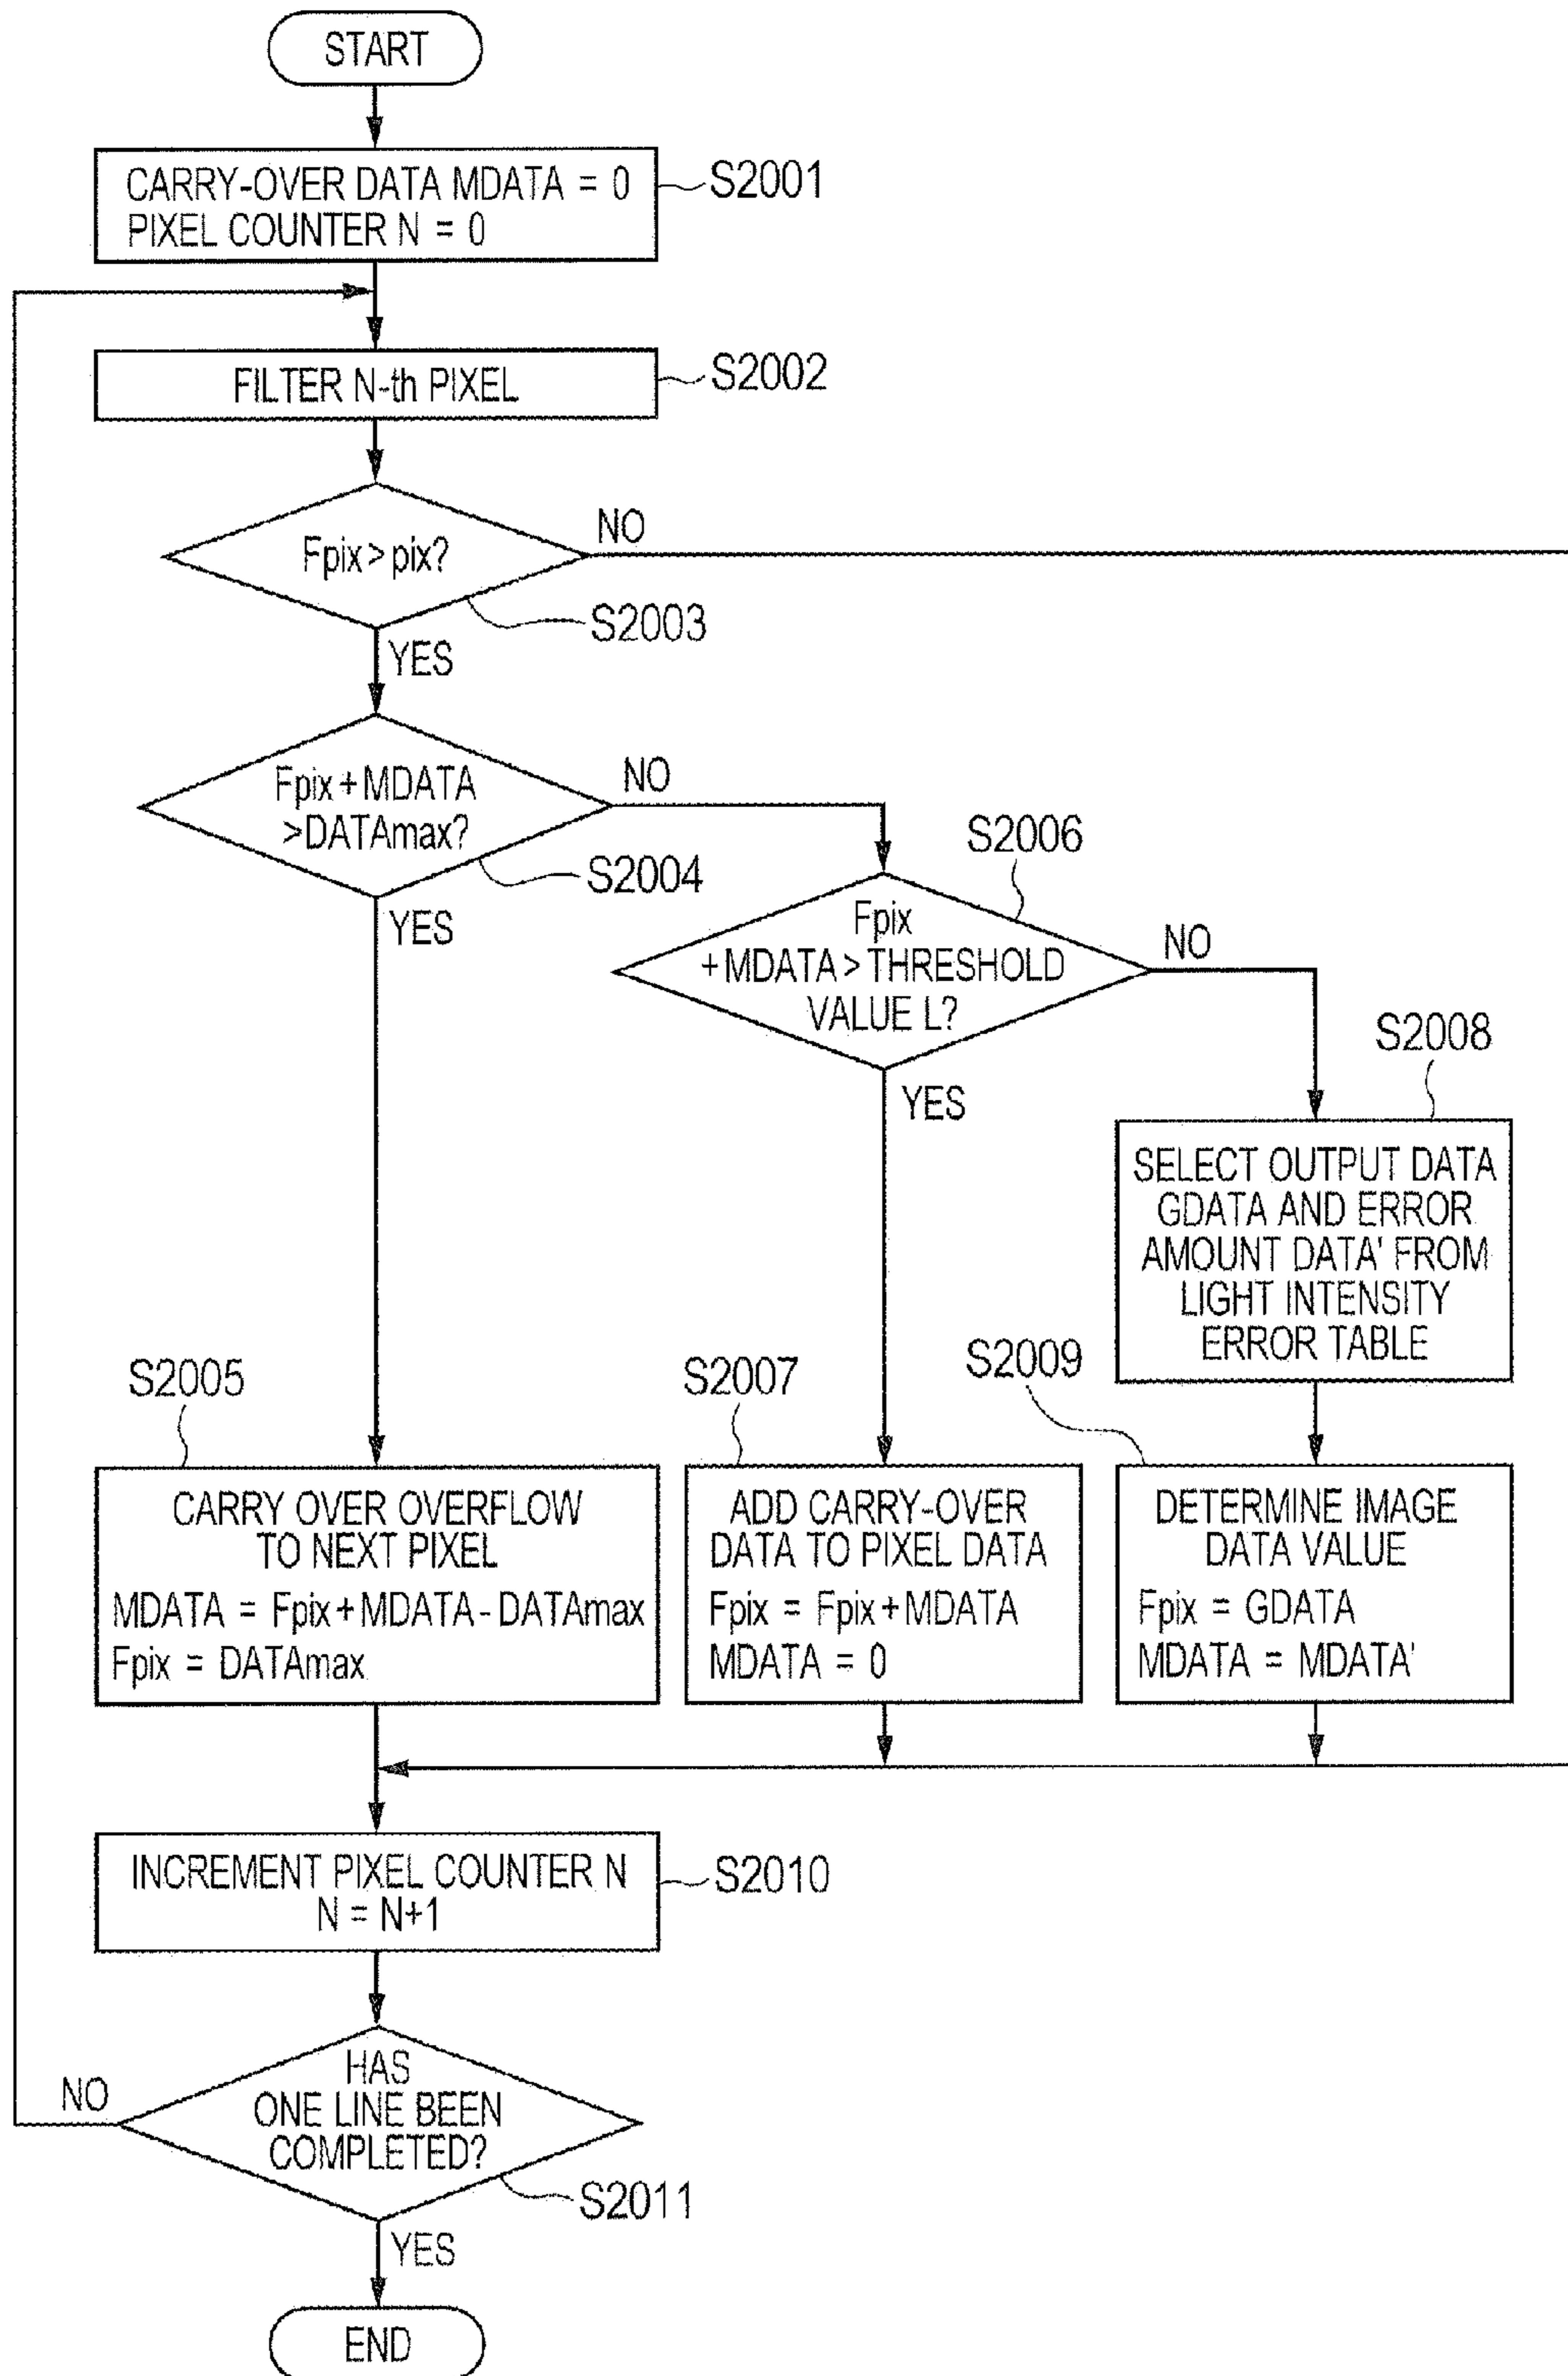 START
CARRY-OVER DATA MDATA = 0
PIXEL COUNTER N = 0
S2001
FILTER N-th PIXEL
S2002
Fpix>pix?
NO
S2003
YES
Fpix+MDATA
>DATAmax?
NO
S2004
YES
S2006
Fpix
+MDATA>THRESHOLD
VALUE L?
NO
YES
S2008
SELECT OUTPUT DATA
GDATA AND ERROR
AMOUNT DATA' FROM
LIGHT INTENSITY
ERROR TABLE
S2005
CARRY OVER OVERFLOW
TO NEXT PIXEL
MDATA = Fpix+MDATA-DATAmax
Fpix = DATAmax
S2007
ADD CARRY-OVER
DATA TO PIXEL DATA
Fpix = Fpix+MDATA
MDATA = 0
S2009
DETERMINE IMAGE
DATA VALUE
Fpix = GDATA
MDATA = MDATA'
INCREMENT PIXEL COUNTER N
N = N+1
S2010
HAS
ONE LINE BEEN
COMPLETED?
NO
S2011
YES
END